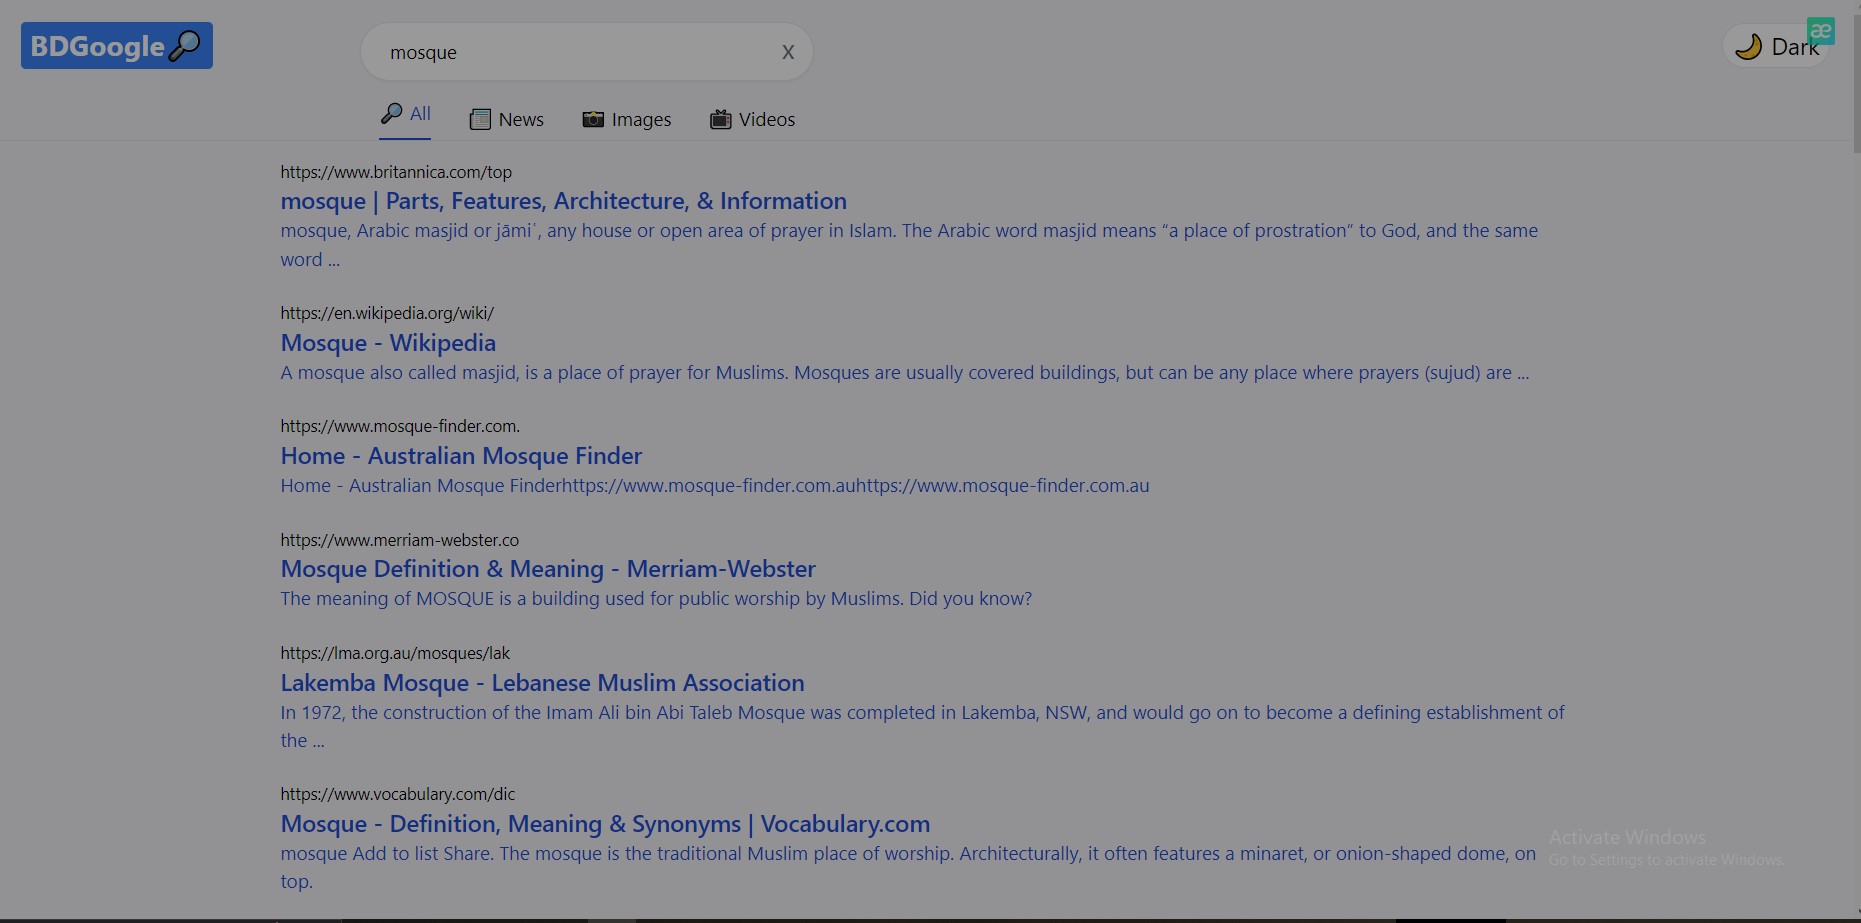 BDGoogle
mosque X
Dark
æ
All News Images Videos
https://www.britannica.com/top
mosque | Parts, Features, Architecture, & Information
mosque, Arabic masjid or jāmiʿ, any house or open area of prayer in Islam. The Arabic word masjid means “a place of prostration” to God, and the same
word ...
https://en.wikipedia.org/wiki/
Mosque - Wikipedia
A mosque also called masjid, is a place of prayer for Muslims. Mosques are usually covered buildings, but can be any place where prayers (sujud) are ...
https://www.mosque-finder.com.
Home - Australian Mosque Finder
Home - Australian Mosque Finderhttps://www.mosque-finder.com.auhttps://www.mosque-finder.com.au
https://www.merriam-webster.co
Mosque Definition & Meaning - Merriam-Webster
The meaning of MOSQUE is a building used for public worship by Muslims. Did you know?
https://lma.org.au/mosques/lak
Lakemba Mosque - Lebanese Muslim Association
In 1972, the construction of the Imam Ali bin Abi Taleb Mosque was completed in Lakemba, NSW, and would go on to become a defining establishment of
the ...
https://www.vocabulary.com/dic
Mosque - Definition, Meaning & Synonyms | Vocabulary.com
mosque Add to list Share. The mosque is the traditional Muslim place of worship. Architecturally, it often features a minaret, or onion-shaped dome, on
top.
Activate Windows
Go to Settings to activate Windows.